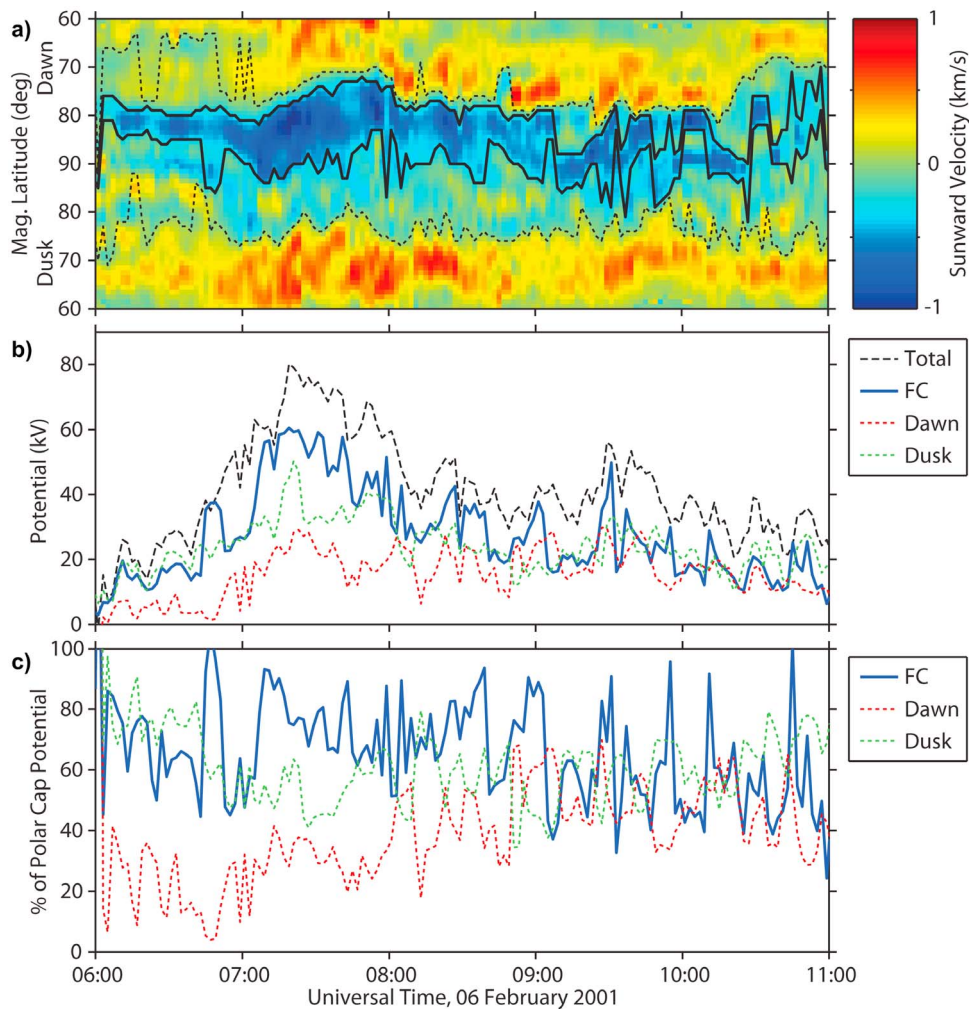 a)
60
70
80
90
80
70
60
Dawn
Mag. Latitude (deg)
Dusk
1
0
-1
Sunward Velocity (km/s)
b)
80
60
40
20
0
Potential (kV)
Total
FC
Dawn
Dusk
c)
100
80
60
40
20
0
% of Polar Cap Potential
FC
Dawn
Dusk
06:00 07:00 08:00 09:00 10:00 11:00
Universal Time, 06 February 2001